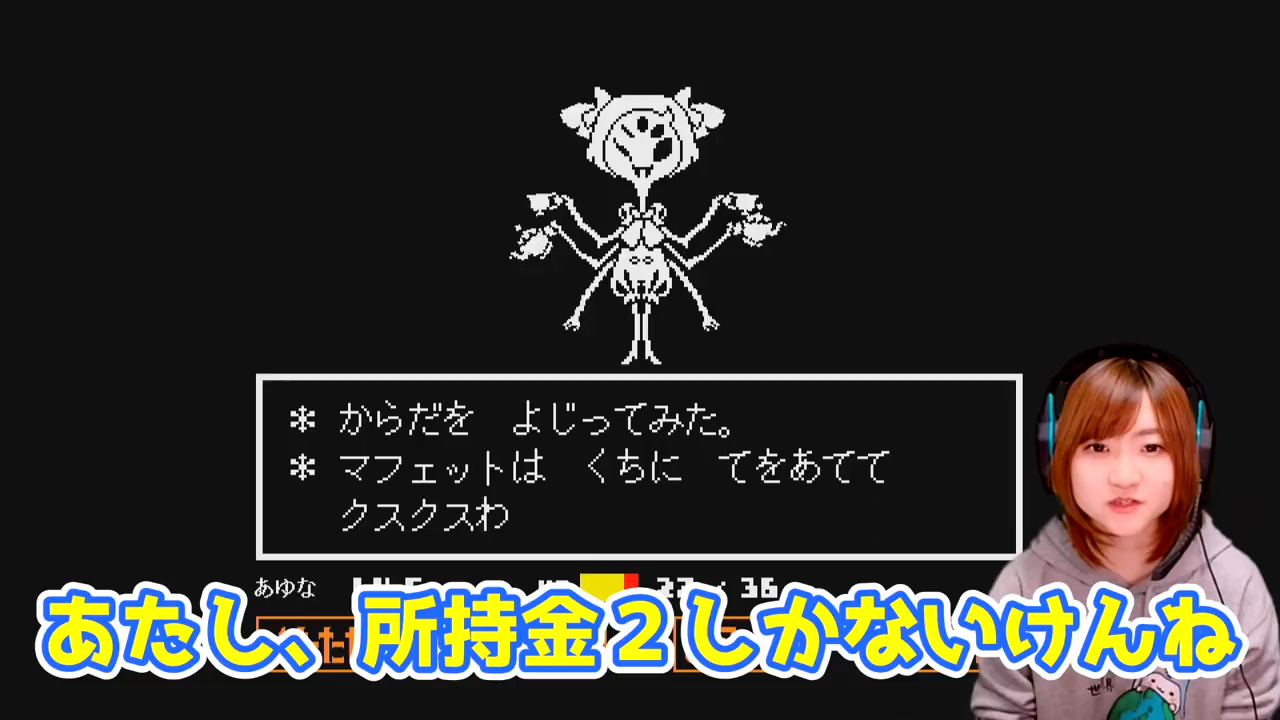 ＊ からだを よじってみた。
＊ マフェットは くちに てをあてて
クスクスわ
あゆな
あたし、所持金２しかないけんね
世界